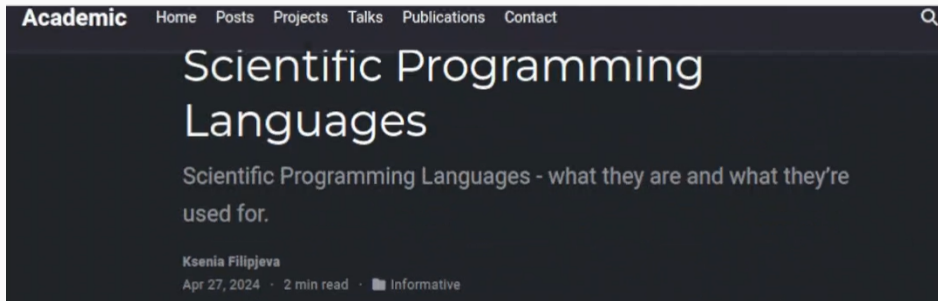 Academic Home Posts Projects Talks Publications Contact
Scientific Programming
Languages
Scientific Programming Languages - what they are and what they're
used for.
Ksenia Filipjeva
Apr 27, 2024 · 2 min read · Informative